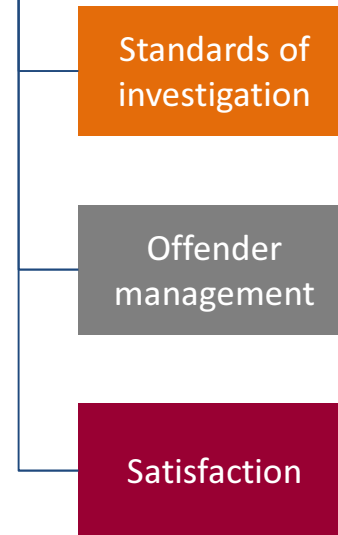 Standards of
investigation
Offender
management
Satisfaction